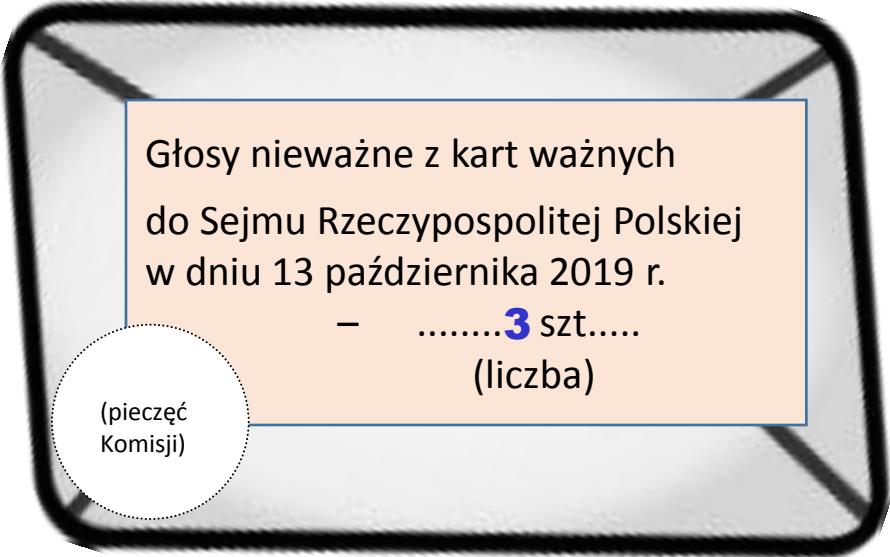 Głosy nieważne z kart ważnych
do Sejmu Rzeczypospolitej Polskiej
w dniu 13 października 2019 r.
– ........3 szt.....
(liczba)
(pieczęć
Komisji)